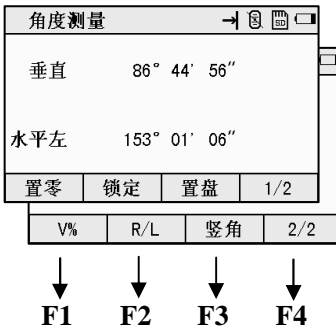 角度测量
垂直 86° 44′ 56″
水平左 153° 01′ 06″
置零 锁定 置盘 1/2
V% R/L 竖角 2/2
F1 F2 F3 F4